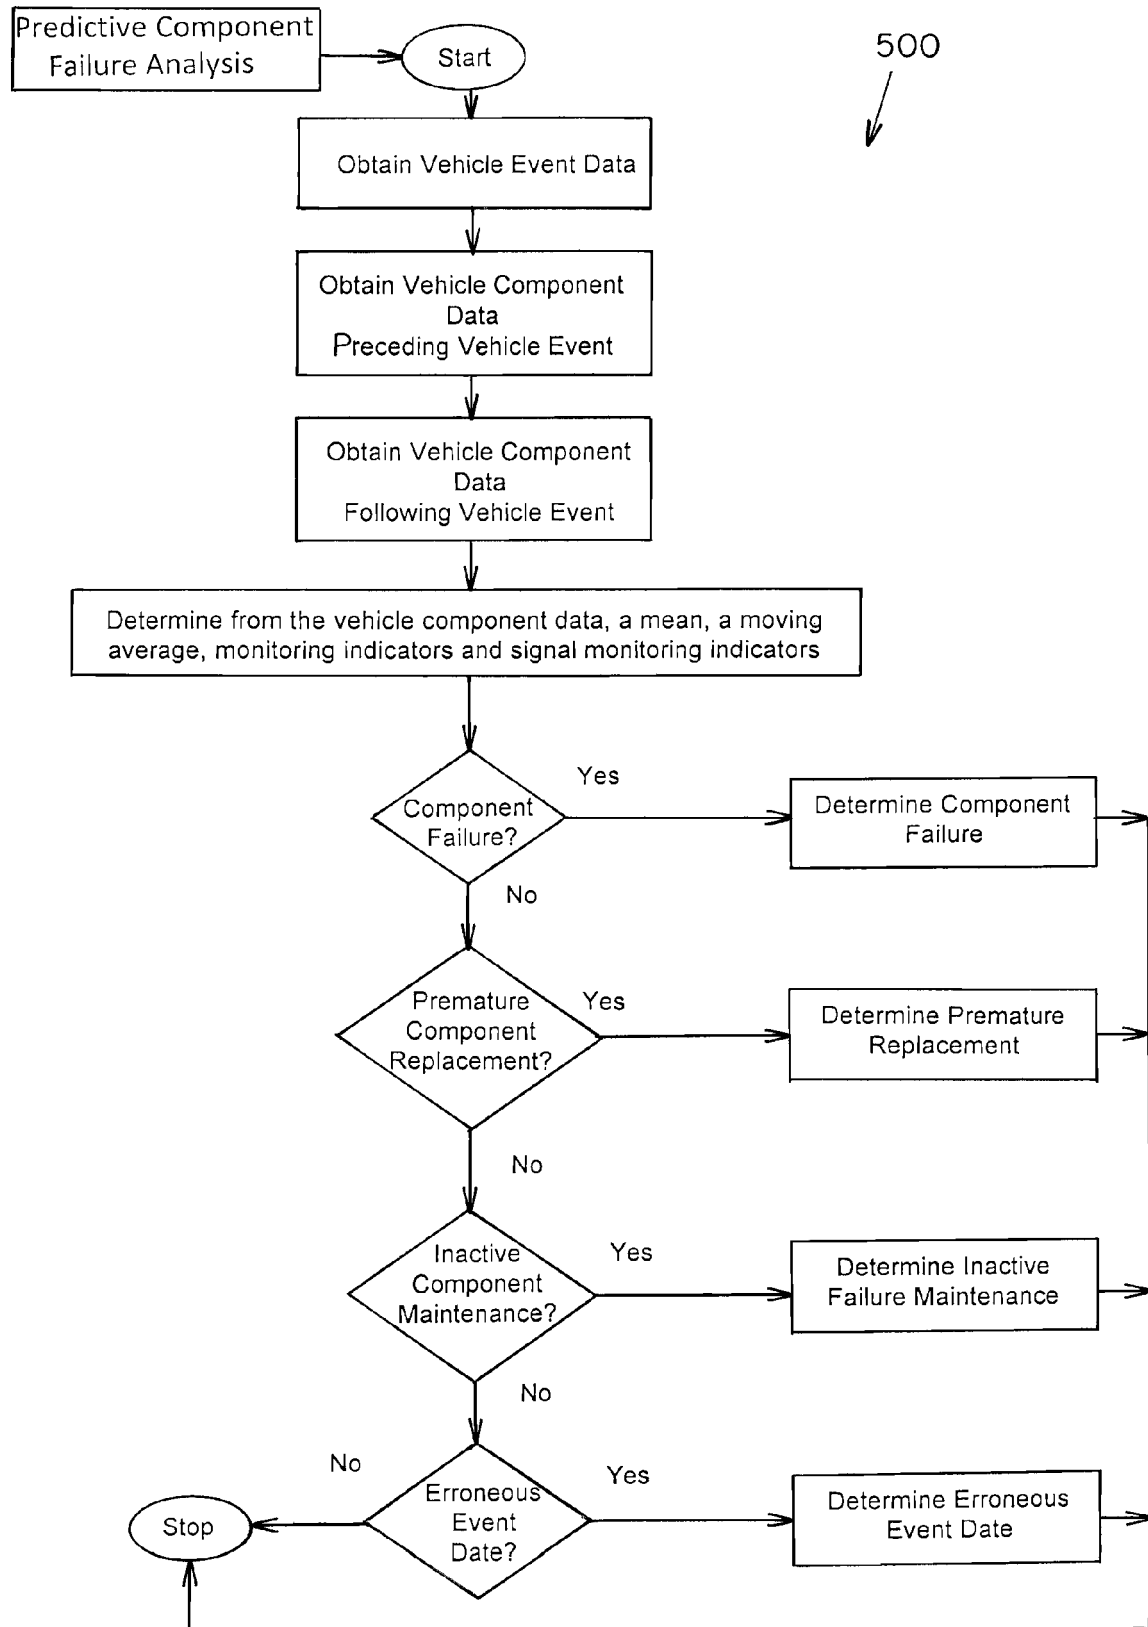 Predictive Component
Failure Analysis
Start
500
Obtain Vehicle Event Data
Obtain Vehicle Component
Data
Preceding Vehicle Event
Obtain Vehicle Component
Data
Following Vehicle Event
Determine from the vehicle component data, a mean, a moving
average, monitoring indicators and signal monitoring indicators
Component
Failure?
Yes
Determine Component
Failure
No
Premature
Component
Replacement?
Yes
Determine Premature
Replacement
No
Inactive
Component
Maintenance?
Yes
Determine Inactive
Failure Maintenance
No
Erroneous
Event
Date?
No
Stop
Yes
Determine Erroneous
Event Date